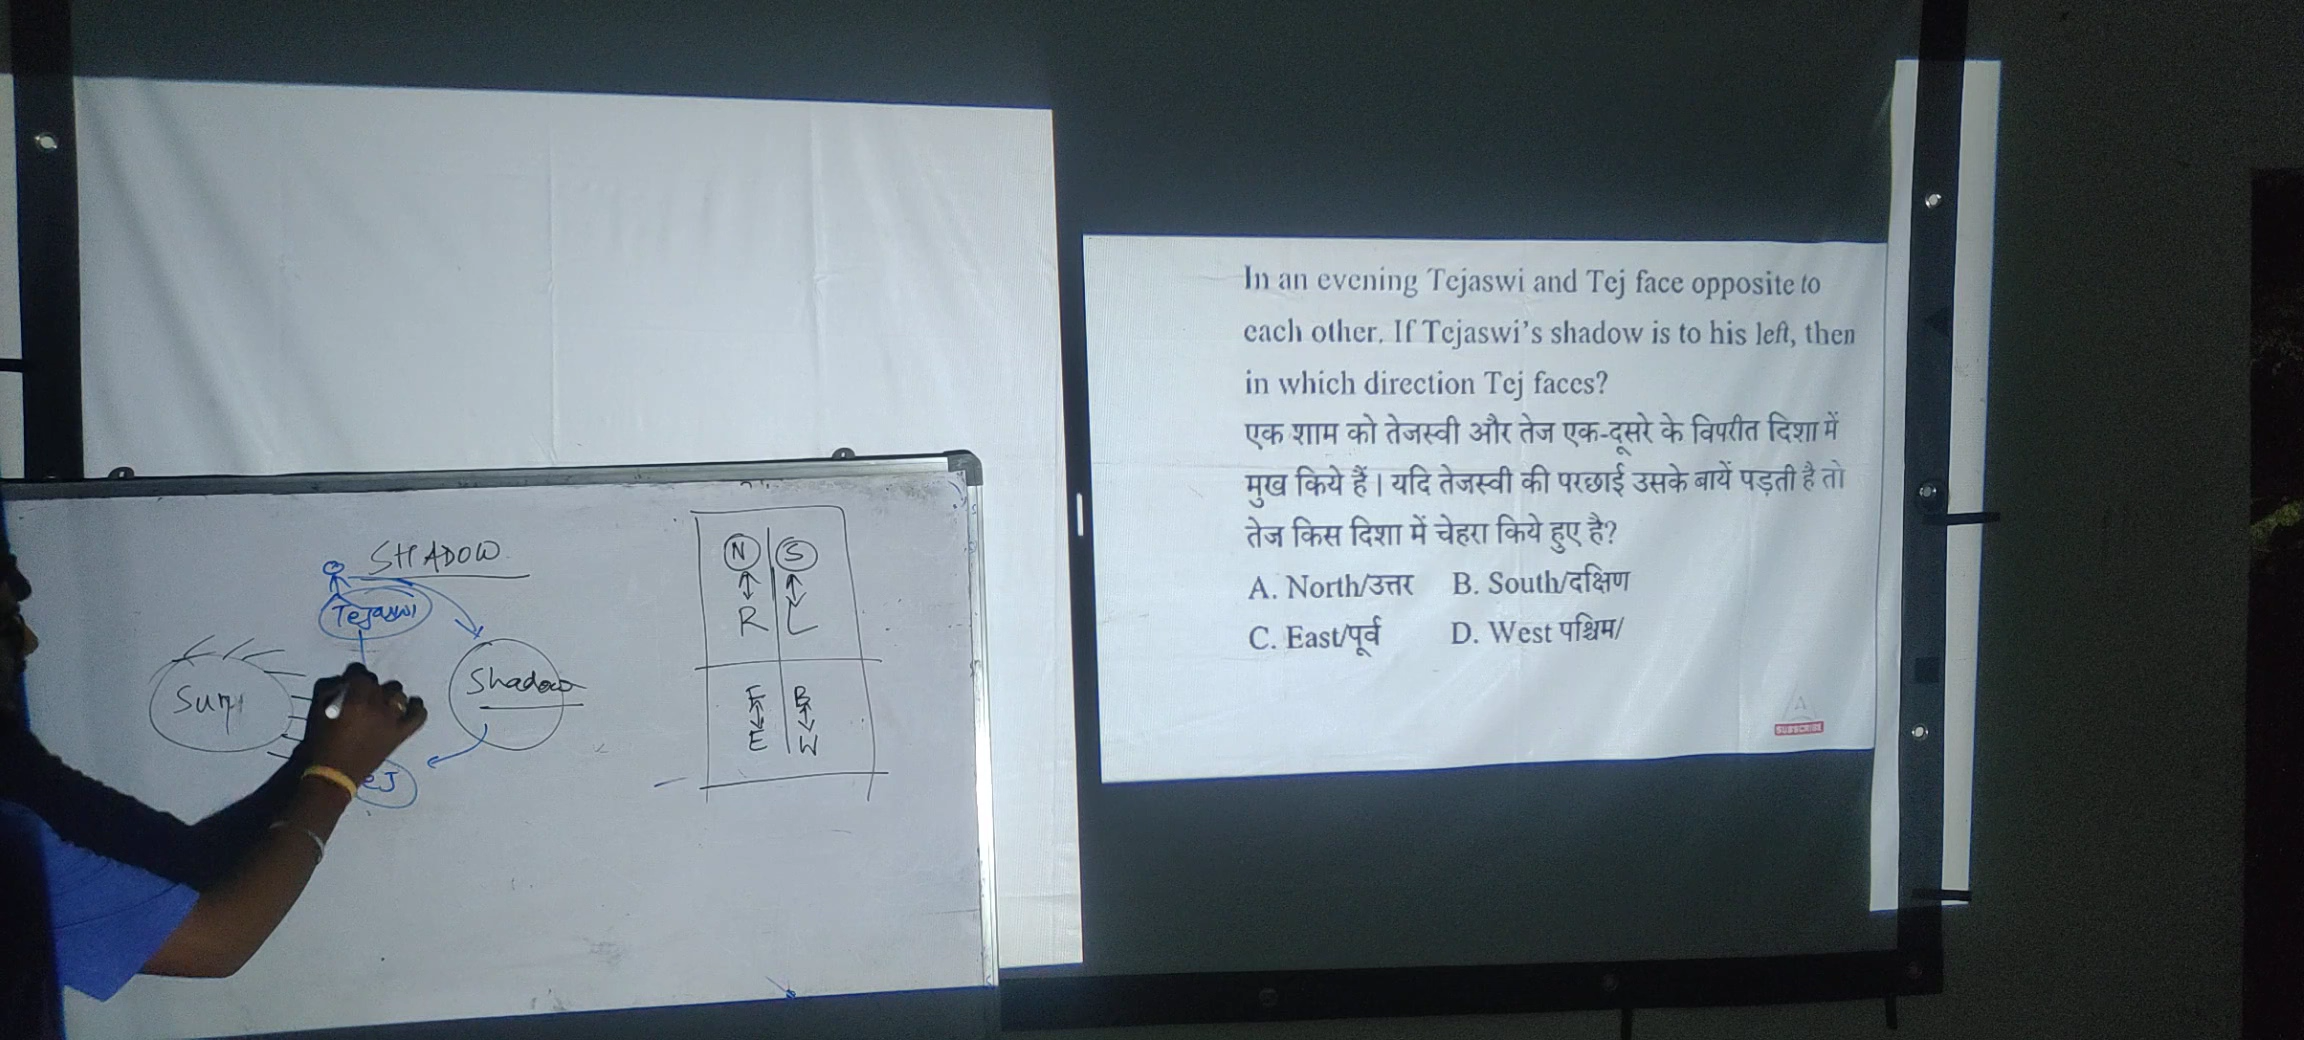 SHADOW
Tejaswi
Sun
Shadow
eJ
N S
R L
F B
E W
In an evening Tejaswi and Tej face opposite to
each other. If Tejaswi's shadow is to his left, then
in which direction Tej faces?
एक शाम को तेजस्वी और तेज एक-दूसरे के विपरीत दिशा में
मुख किये हैं। यदि तेजस्वी की परछाई उसके बायें पड़ती है तो
तेज किस दिशा में चेहरा किये हुए है?
A. North/उत्तर B. South/दक्षिण
C. East/पूर्व D. West पश्चिम/
SUBSCRIBE